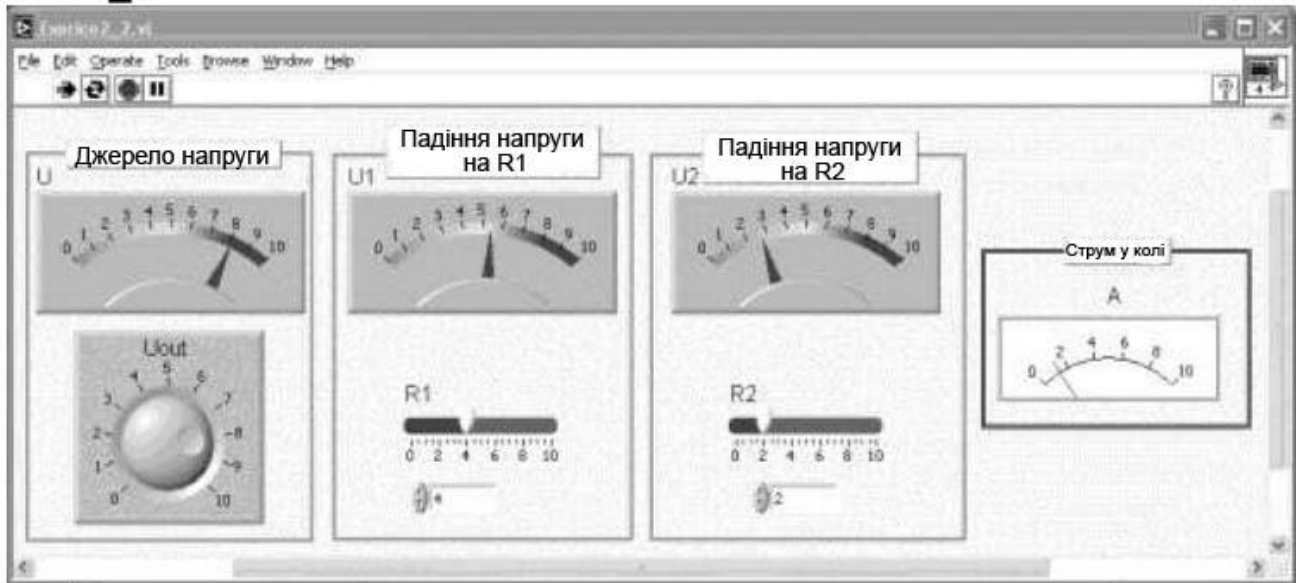 File Edit Operate Tools Browse Window Help
Джерело напруги
U
0 1 2 3 4 5 6 7 8 9 10
Uout
0 1 2 3 4 5 6 7 8 9 10
Падіння напруги
на R1
U1
0 1 2 3 4 5 6 7 8 9 10
R1
0 2 4 6 8 10
4
Падіння напруги
на R2
U2
0 1 2 3 4 5 6 7 8 9 10
R2
0 2 4 6 8 10
2
Струм у колі
A
0 2 4 6 8 10